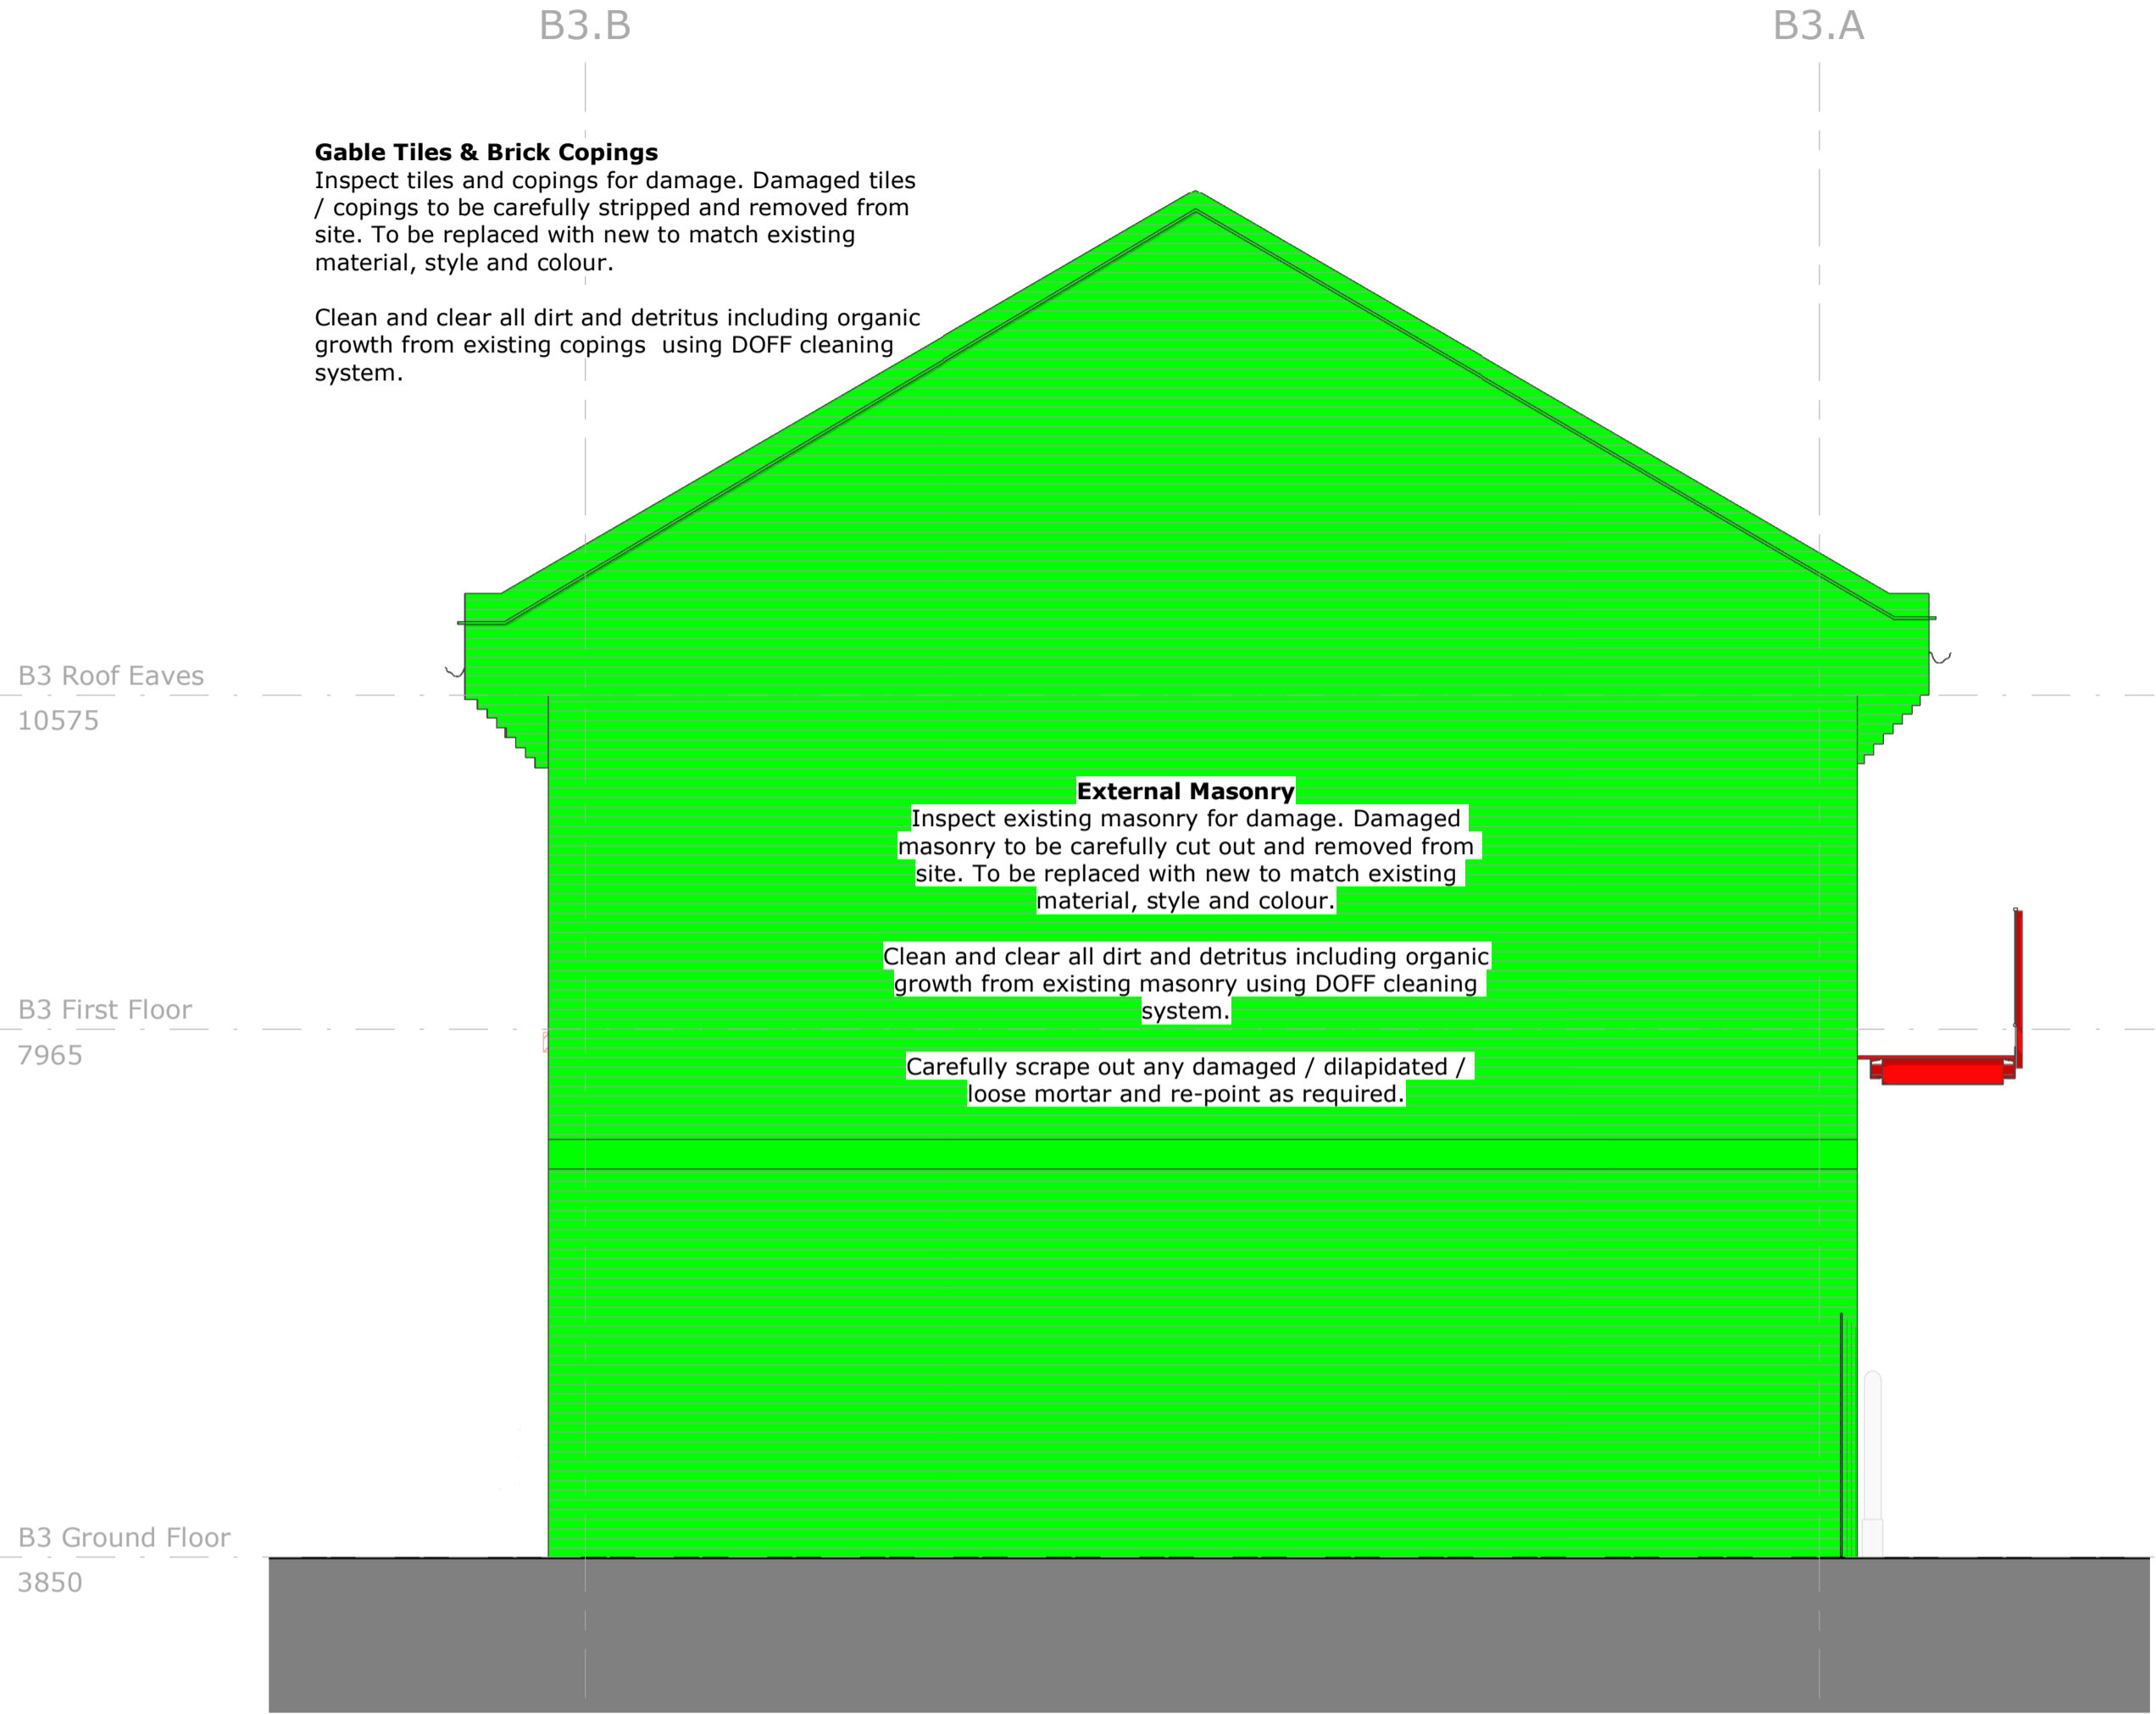 B3.B
B3.A
Gable Tiles & Brick Copings
Inspect tiles and copings for damage. Damaged tiles
/ copings to be carefully stripped and removed from
site. To be replaced with new to match existing
material, style and colour.
Clean and clear all dirt and detritus including organic
growth from existing copings  using DOFF cleaning
system.
B3 Roof Eaves
10575
External Masonry
Inspect existing masonry for damage. Damaged
masonry to be carefully cut out and removed from
site. To be replaced with new to match existing
material, style and colour.
Clean and clear all dirt and detritus including organic
growth from existing masonry using DOFF cleaning
system.
B3 First Floor
7965
Carefully scrape out any damaged / dilapidated /
loose mortar and re-point as required.
B3 Ground Floor
3850